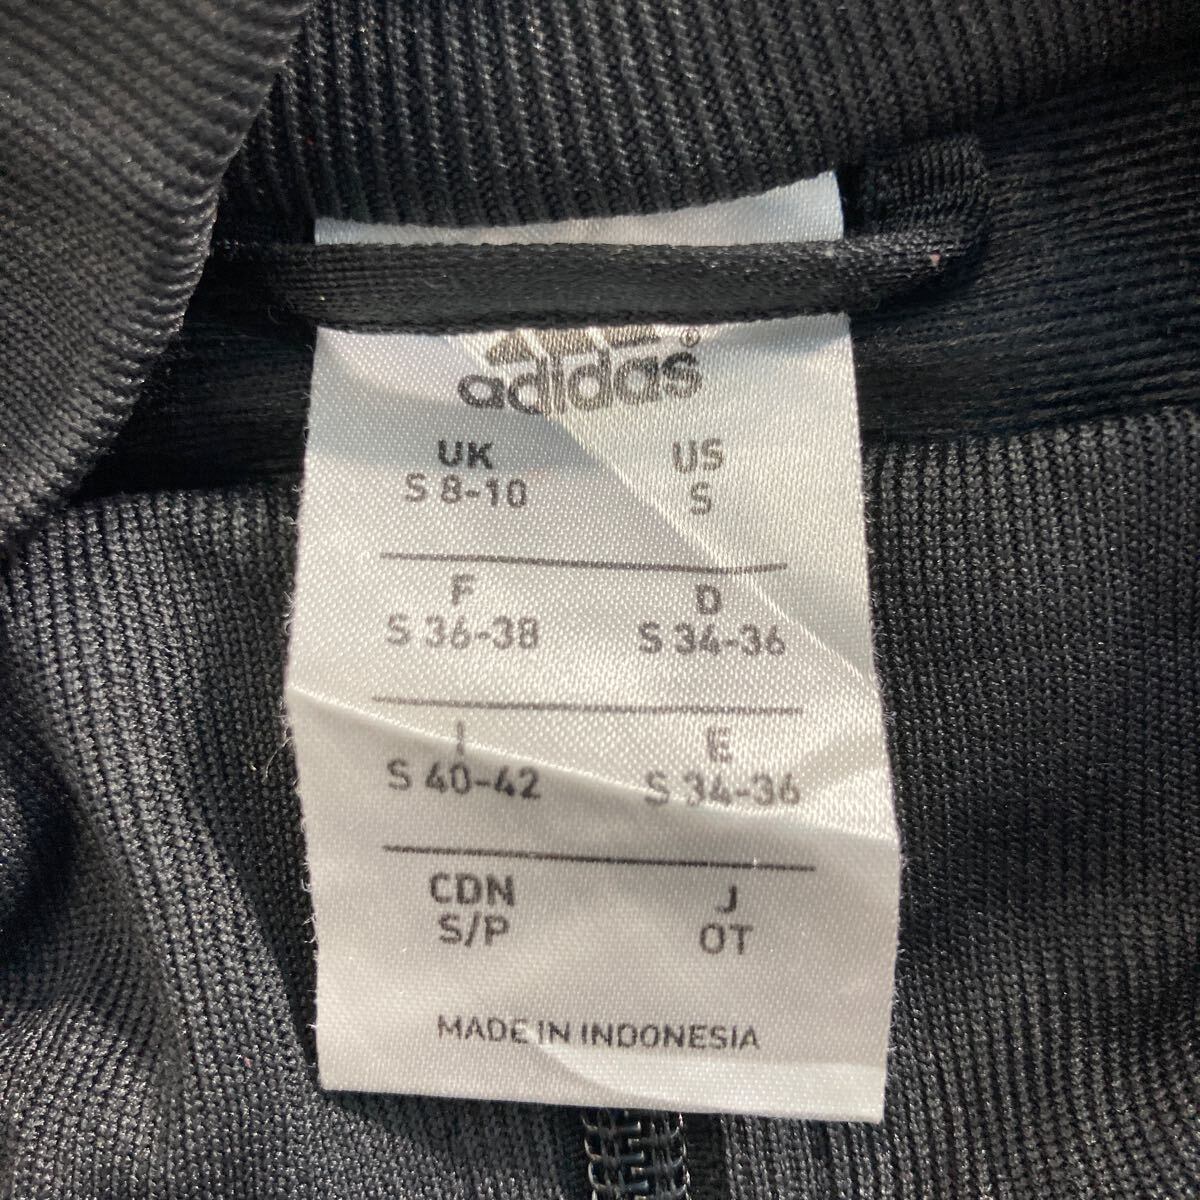 adidas®
UK US
S 8-10 S
F D
S 36-38 S 34-36
I E
S 40-42 S 34-36
CDN J
S/P OT
MADE IN INDONESIA